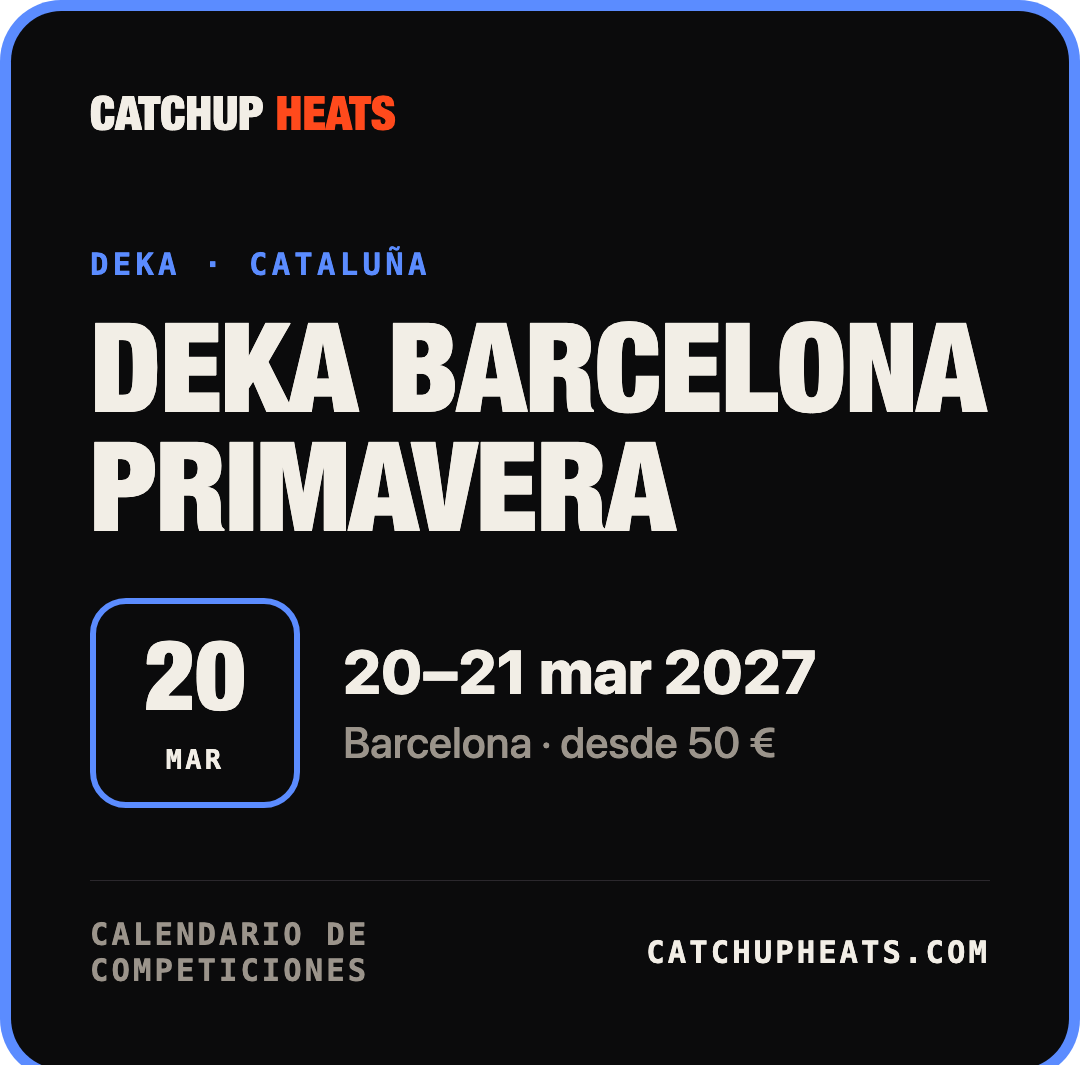 CATCHUP HEATS
DEKA · CATALUÑA
DEKA BARCELONA
PRIMAVERA
20
MAR
20–21 mar 2027
Barcelona · desde 50 €
CALENDARIO DE
COMPETICIONES
CATCHUPHEATS.COM